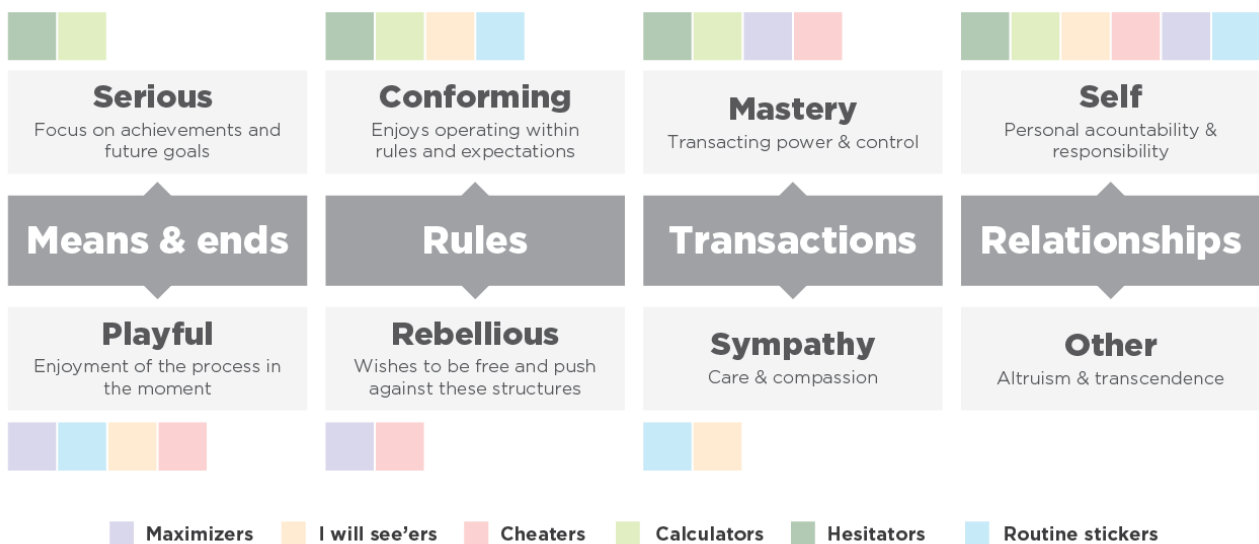 Serious
Focus on achievements and
future goals
Conforming
Enjoys operating within
rules and expectations
Mastery
Transacting power & control
Self
Personal acountability &
responsibility
Means & ends
Rules
Transactions
Relationships
Playful
Enjoyment of the process in
the moment
Rebellious
Wishes to be free and push
against these structures
Sympathy
Care & compassion
Other
Altruism & transcendence
Maximizers
I will see’ers
Cheaters
Calculators
Hesitators
Routine stickers